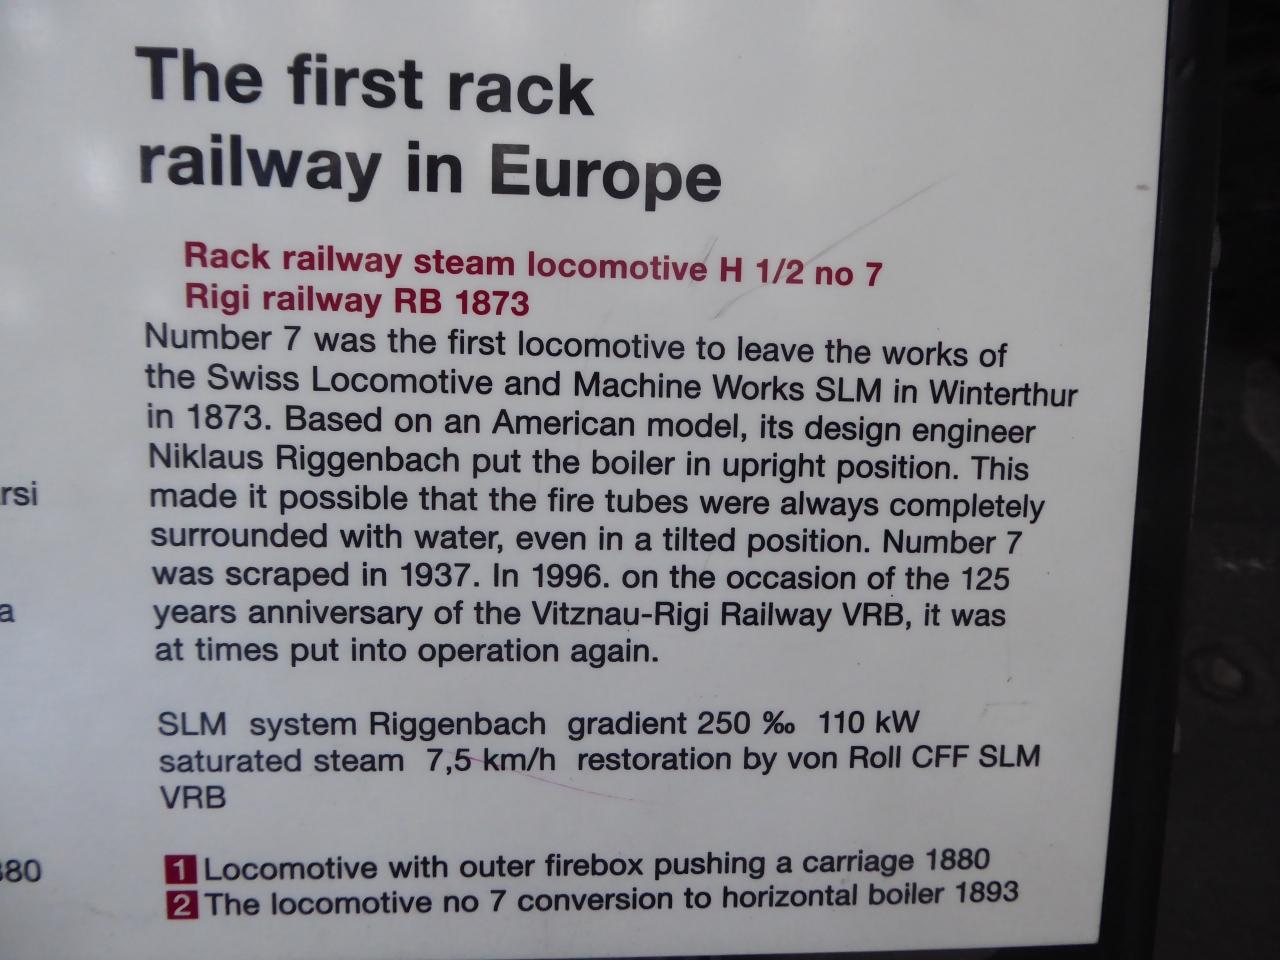 The first rack
railway in Europe
Rack railway steam locomotive H 1/2 no 7
Rigi railway RB 1873
Number 7 was the first locomotive to leave the works of
the Swiss Locomotive and Machine Works SLM in Winterthur
in 1873. Based on an American model, its design engineer
Niklaus Riggenbach put the boiler in upright position. This
made it possible that the fire tubes were always completely
surrounded with water, even in a tilted position. Number 7
was scraped in 1937. In 1996. on the occasion of the 125
years anniversary of the Vitznau-Rigi Railway VRB, it was
at times put into operation again.
SLM system Riggenbach gradient 250 ‰ 110 kW
saturated steam 7,5 km/h restoration by von Roll CFF SLM
VRB
1 Locomotive with outer firebox pushing a carriage 1880
2 The locomotive no 7 conversion to horizontal boiler 1893